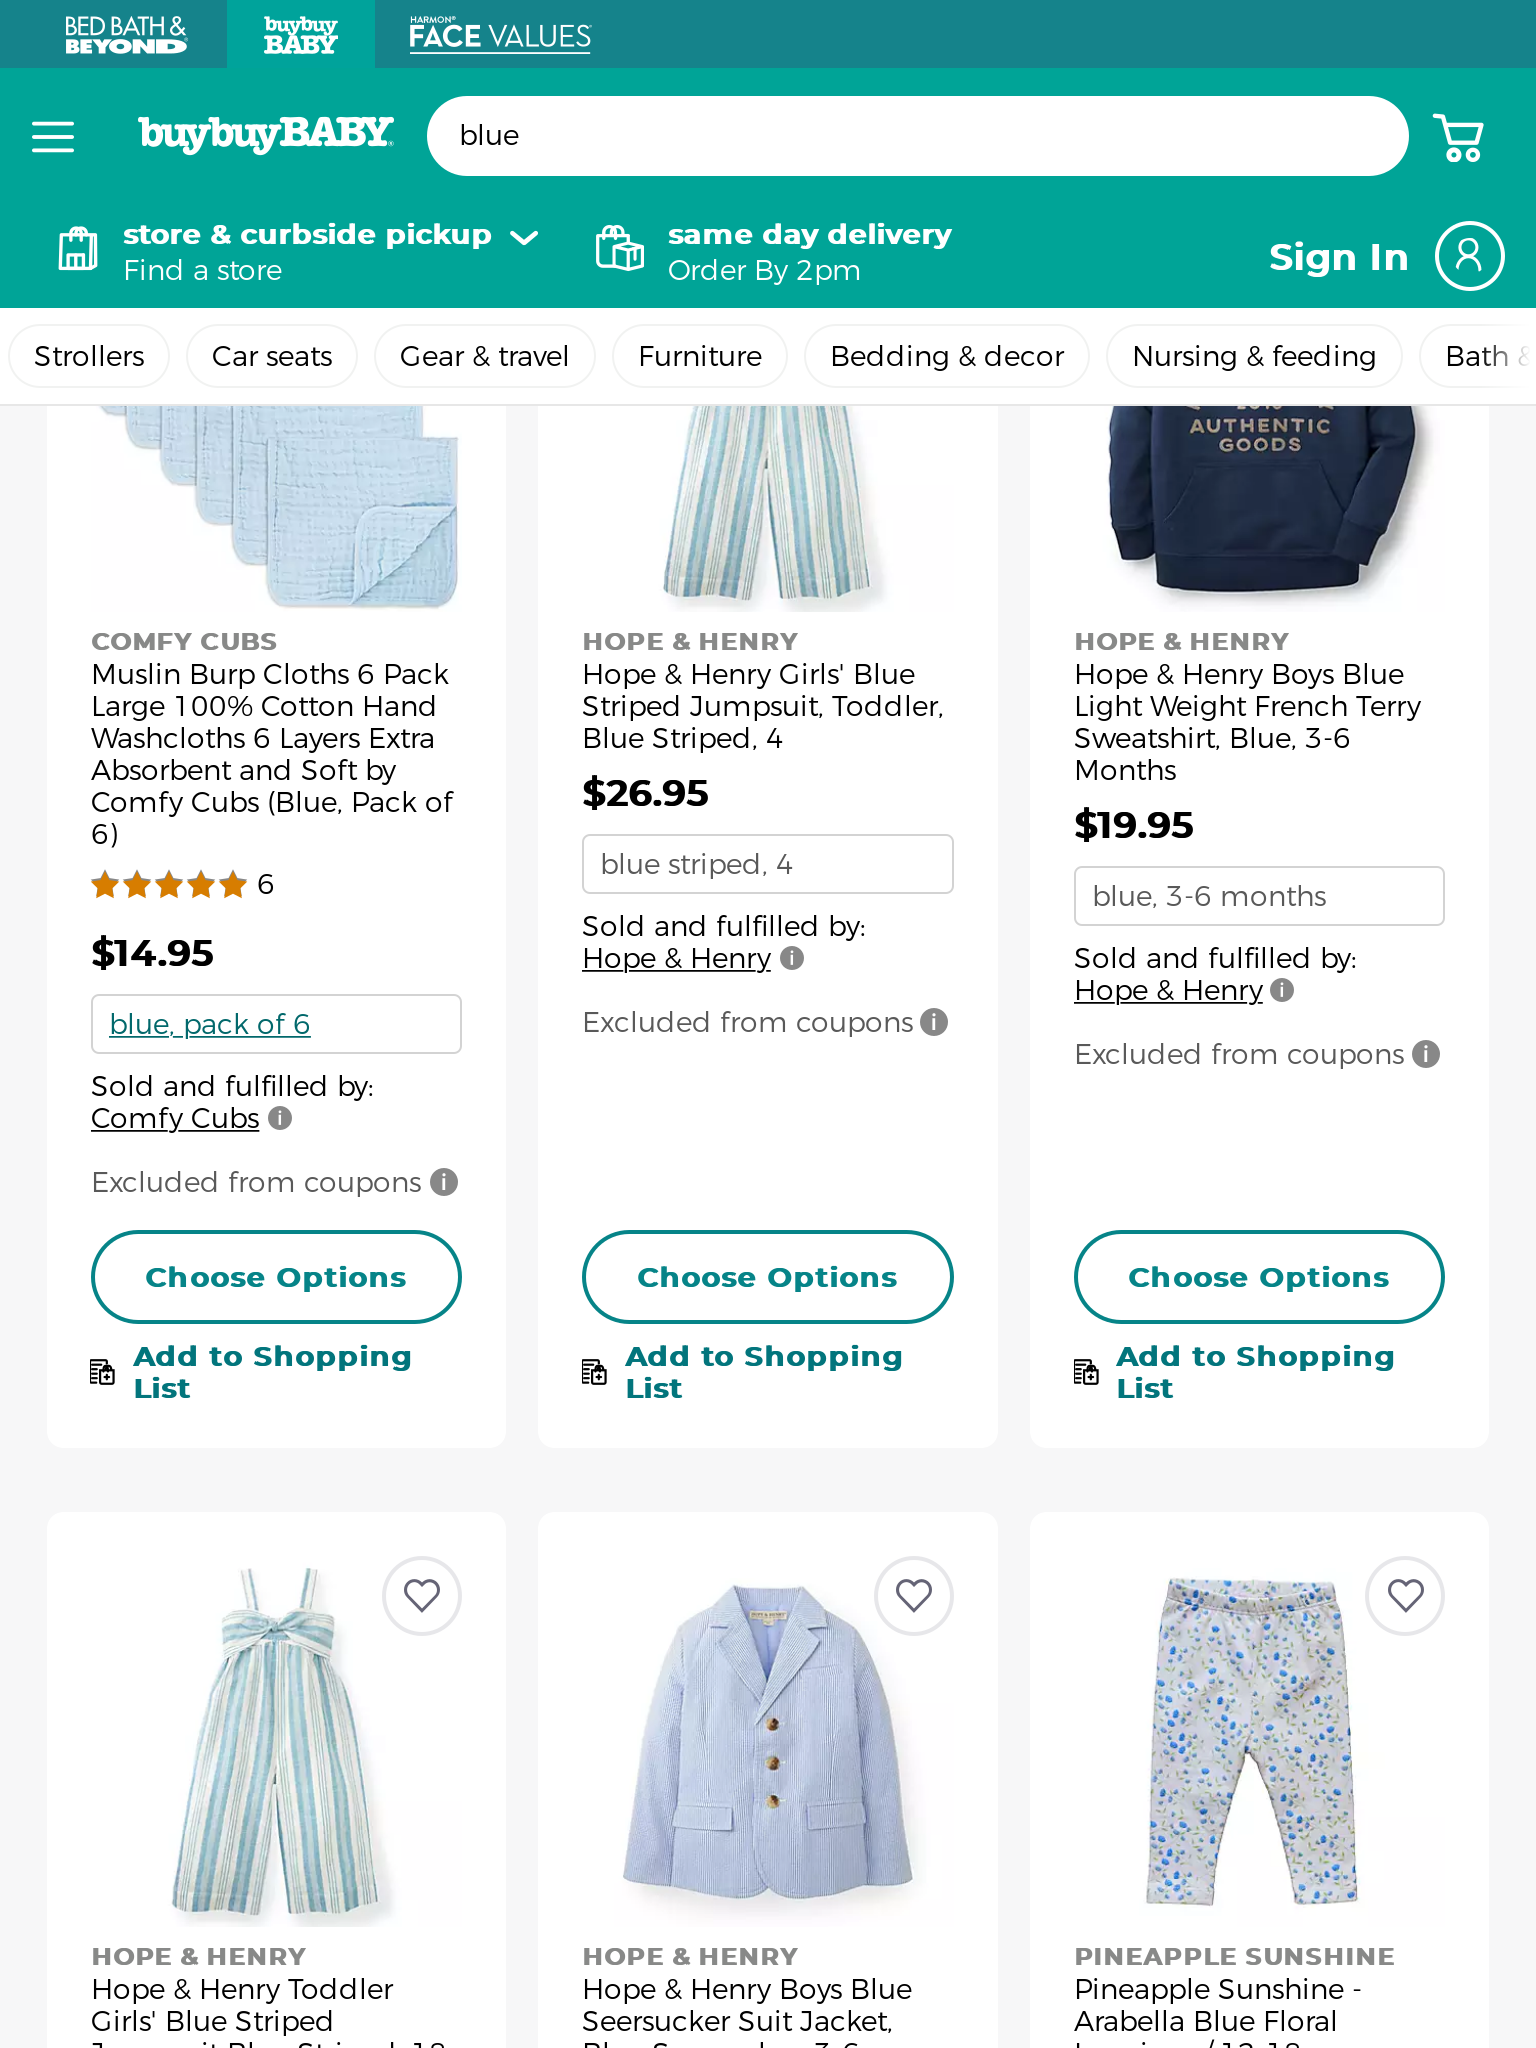 BED BATH &
BEYOND
buybuy
BABY
HARMON
FACE VALUES
buybuyBABY
blue
store & curbside pickup
Find a store
same day delivery
Order By 2pm
Sign In
Strollers
Car seats
Gear & travel
Furniture
Bedding & decor
Nursing & feeding
Bath &
AUTHENTIC
GOODS
COMFY CUBS
Muslin Burp Cloths 6 Pack
Large 100% Cotton Hand
Washcloths 6 Layers Extra
Absorbent and Soft by
Comfy Cubs (Blue, Pack of
6)
6
$14.95
blue, pack of 6
Sold and fulfilled by:
Comfy Cubs
Excluded from coupons
Choose Options
Add to Shopping
List
HOPE & HENRY
Hope & Henry Girls' Blue
Striped Jumpsuit, Toddler,
Blue Striped, 4
$26.95
blue striped, 4
Sold and fulfilled by:
Hope & Henry
Excluded from coupons
Choose Options
Add to Shopping
List
HOPE & HENRY
Hope & Henry Boys Blue
Light Weight French Terry
Sweatshirt, Blue, 3-6
Months
$19.95
blue, 3-6 months
Sold and fulfilled by:
Hope & Henry
Excluded from coupons
Choose Options
Add to Shopping
List
HOPE & HENRY
Hope & Henry Toddler
Girls' Blue Striped
HOPE & HENRY
Hope & Henry Boys Blue
Seersucker Suit Jacket,
PINEAPPLE SUNSHINE
Pineapple Sunshine -
Arabella Blue Floral